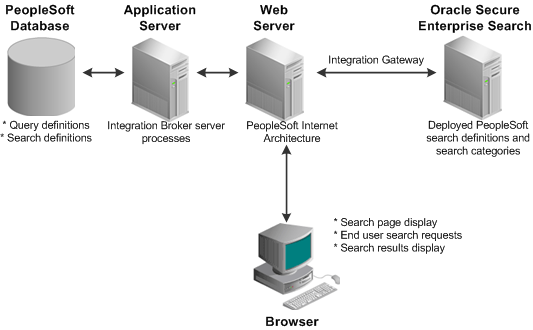 PeopleSoft
Database
Application
Server
Web
Server
Oracle Secure
Enterprise Search
Integration Gateway
* Query definitions
* Search definitions
Integration Broker server
processes
PeopleSoft Internet
Architecture
Deployed PeopleSoft
search definitions and
search categories
* Search page display
* End user search requests
* Search results display
Browser